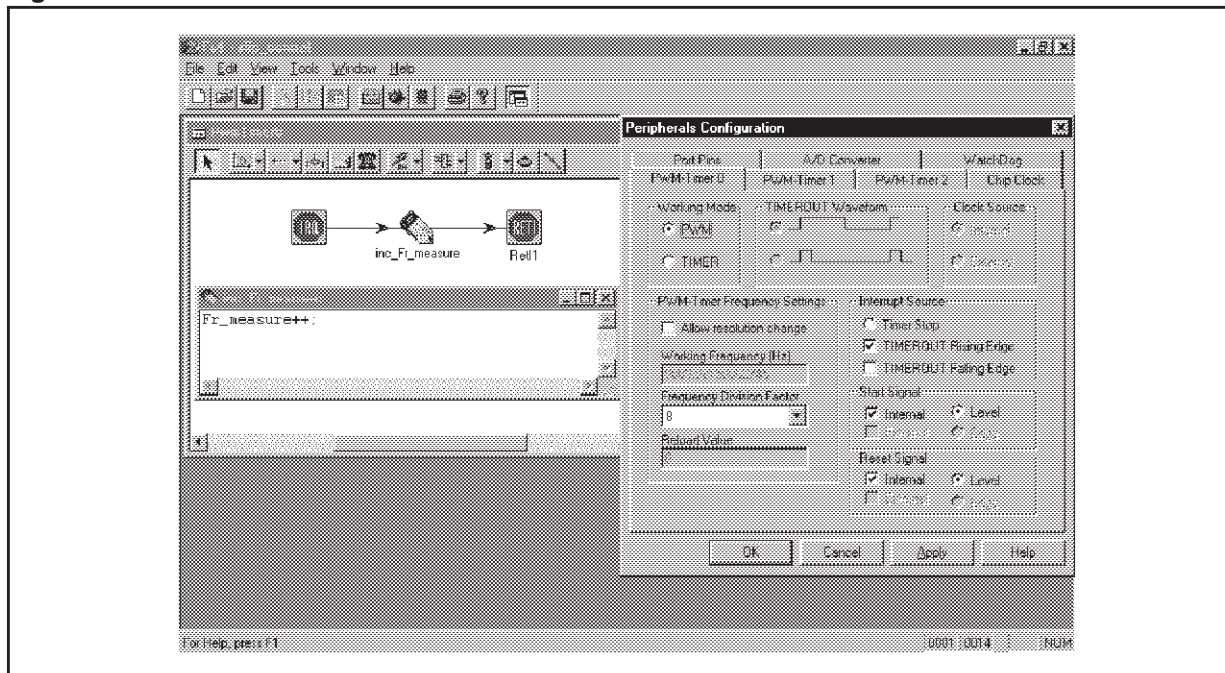 File Edit View Tools Window Help
inc_Fr_measure
RetI1
Fr_measure++;
Peripherals Configuration
Port Pins
A/D Converter
WatchDog
PWM-Timer 0
PWM-Timer 1
PWM-Timer 2
Chip Clock
Working Mode
PWM
TIMER
TIMEROUT Waveform
Clock Source
Internal
PWM-Timer Frequency Settings
Allow resolution change
Working Frequency (Hz)
Frequency Division Factor
8
Reload Value
Interrupt Source
Timer Stop
TIMEROUT Rising Edge
TIMEROUT Falling Edge
Start Signal
Internal
Level
Reset Signal
Internal
Level
OK
Cancel
Apply
Help
For Help, press F1
0001 0014
NUM